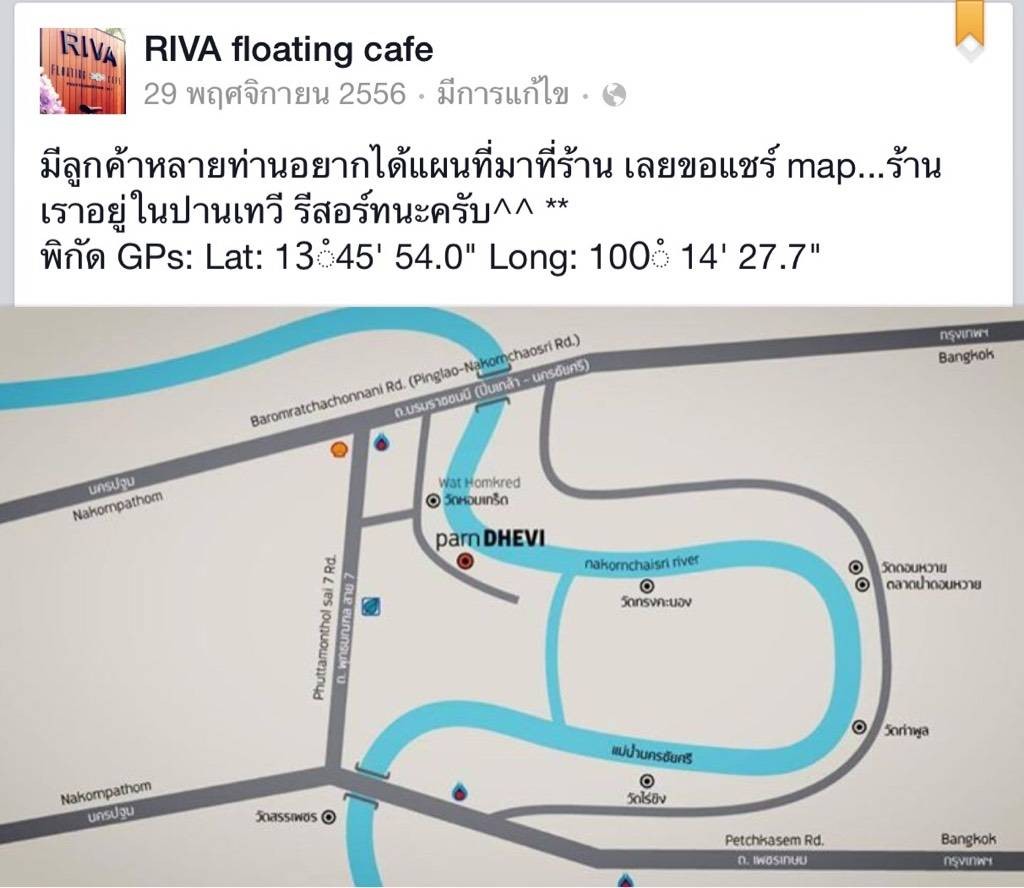 RIVA
FLOATING CAFE
RIVA floating cafe
29 พฤศจิกายน 2556 · มีการแก้ไข ·
มีลูกค้าหลายท่านอยากได้แผนที่มาที่ร้าน เลยขอแชร์ map...ร้าน
เราอยู่ในปานเทวี รีสอร์ทนะครับ^^ **
พิกัด GPs: Lat: 13ํ45' 54.0" Long: 100ํ 14' 27.7"
กรุงเทพฯ
Bangkok
Baromratchachonnani Rd. (Pinglao-Nakornchaosri Rd.)
ถ.บรมราชชนนี (ปิ่นเกล้า - นครชัยศรี)
นครปฐม
Nakornpathom
Wat Homkred
วัดหอมเกร็ด
parnDHEVI
nakornchaisri river
วัดทรงคะนอง
วัดดอนหวาย
ตลาดน้ำดอนหวาย
Phuttamonthol sai 7 Rd.
ถ. พุทธมณฑล สาย 7
วัดท่าพูล
แม่น้ำนครชัยศรี
วัดไร่ขิง
Nakornpathom
นครปฐม
วัดสรรเพชร
Petchkasem Rd.
ถ. เพชรเกษม
Bangkok
กรุงเทพฯ